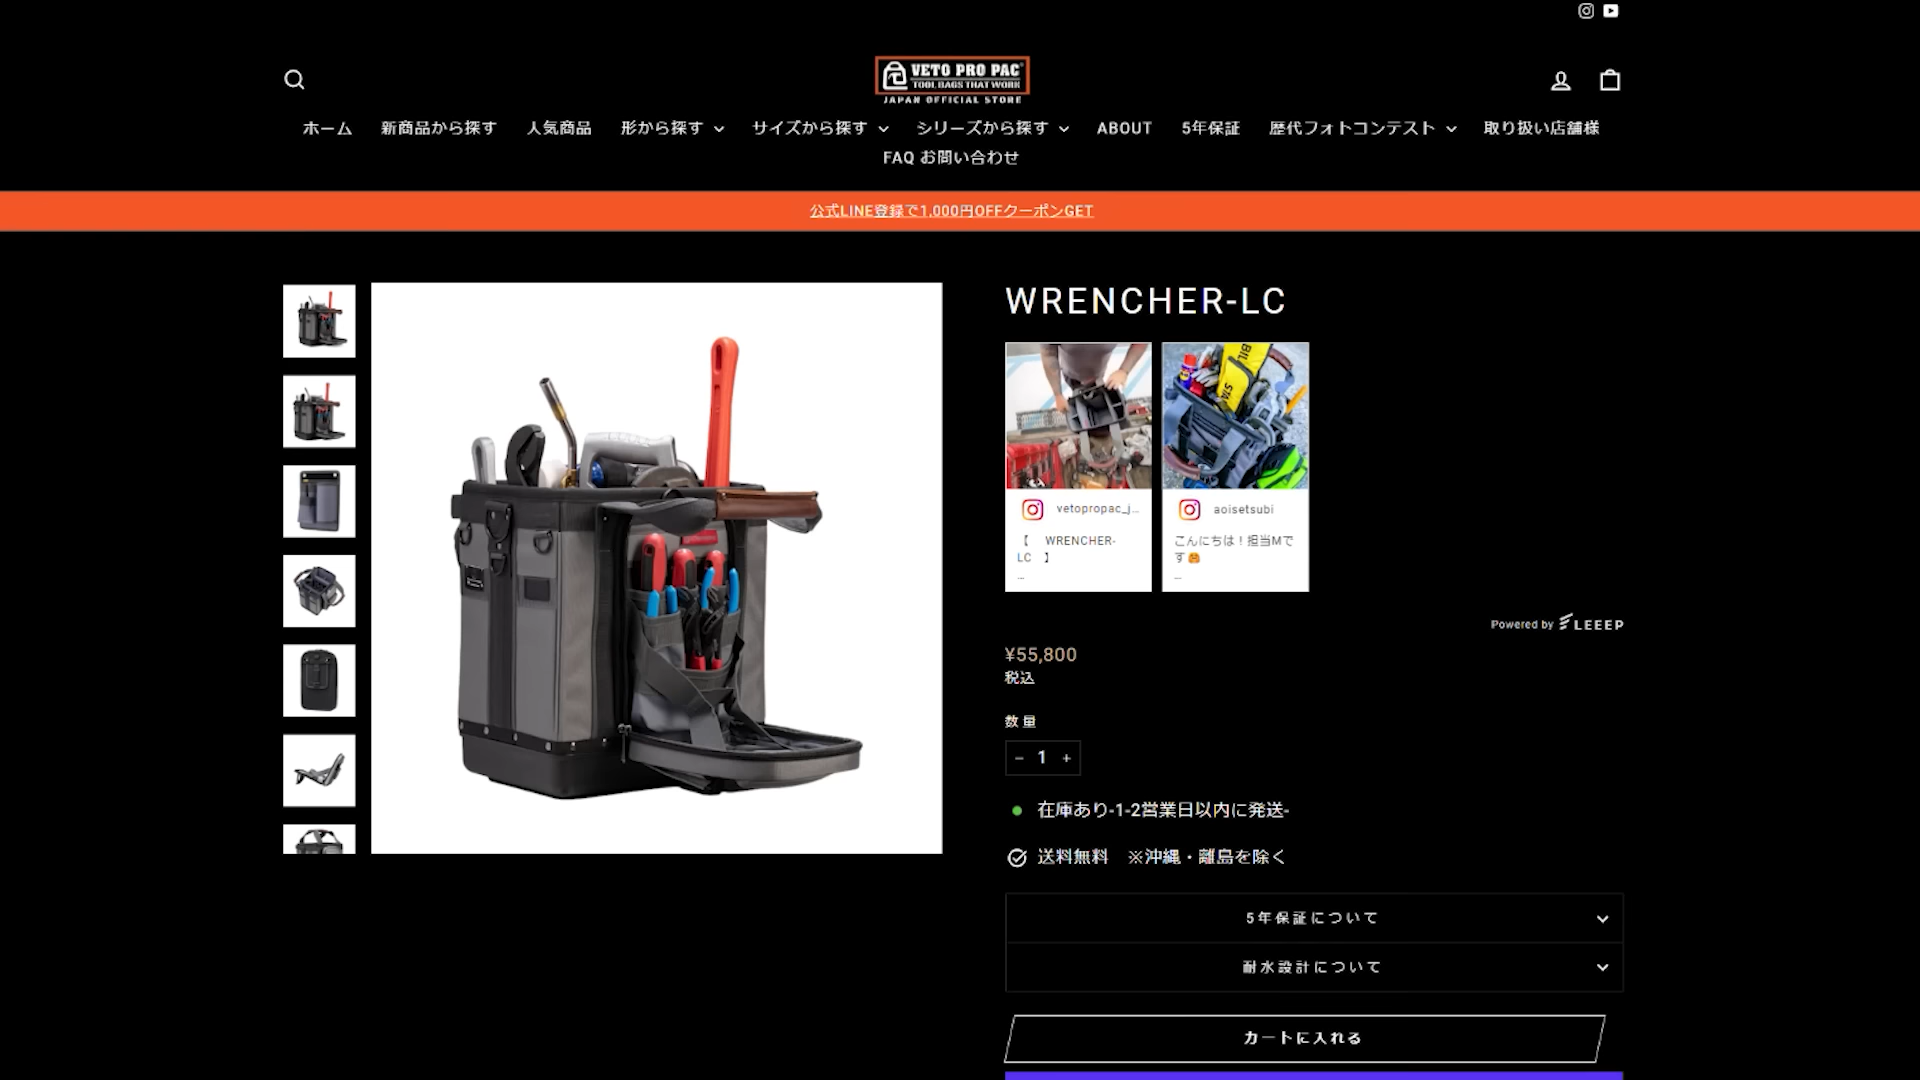 VETO PRO PAC
TOOL BAGS THAT WORK
JAPAN OFFICIAL STORE
ホーム 新商品から探す 人気商品 形から探す サイズから探す シリーズから探す ABOUT 5年保証 歴代フォトコンテスト 取り扱い店舗様
FAQ お問い合わせ
公式LINE登録で1,000円OFFクーポンGET
WRENCHER-LC
vetopropac_j...
【 WRENCHER-
LC 】
...
aoisetsubi
こんにちは！担当Mで
す
...
Powered by LEEEP
¥55,800
税込
数量
− 1 +
在庫あり-1-2営業日以内に発送-
送料無料 ※沖縄・離島を除く
5年保証について
耐水設計について
カートに入れる